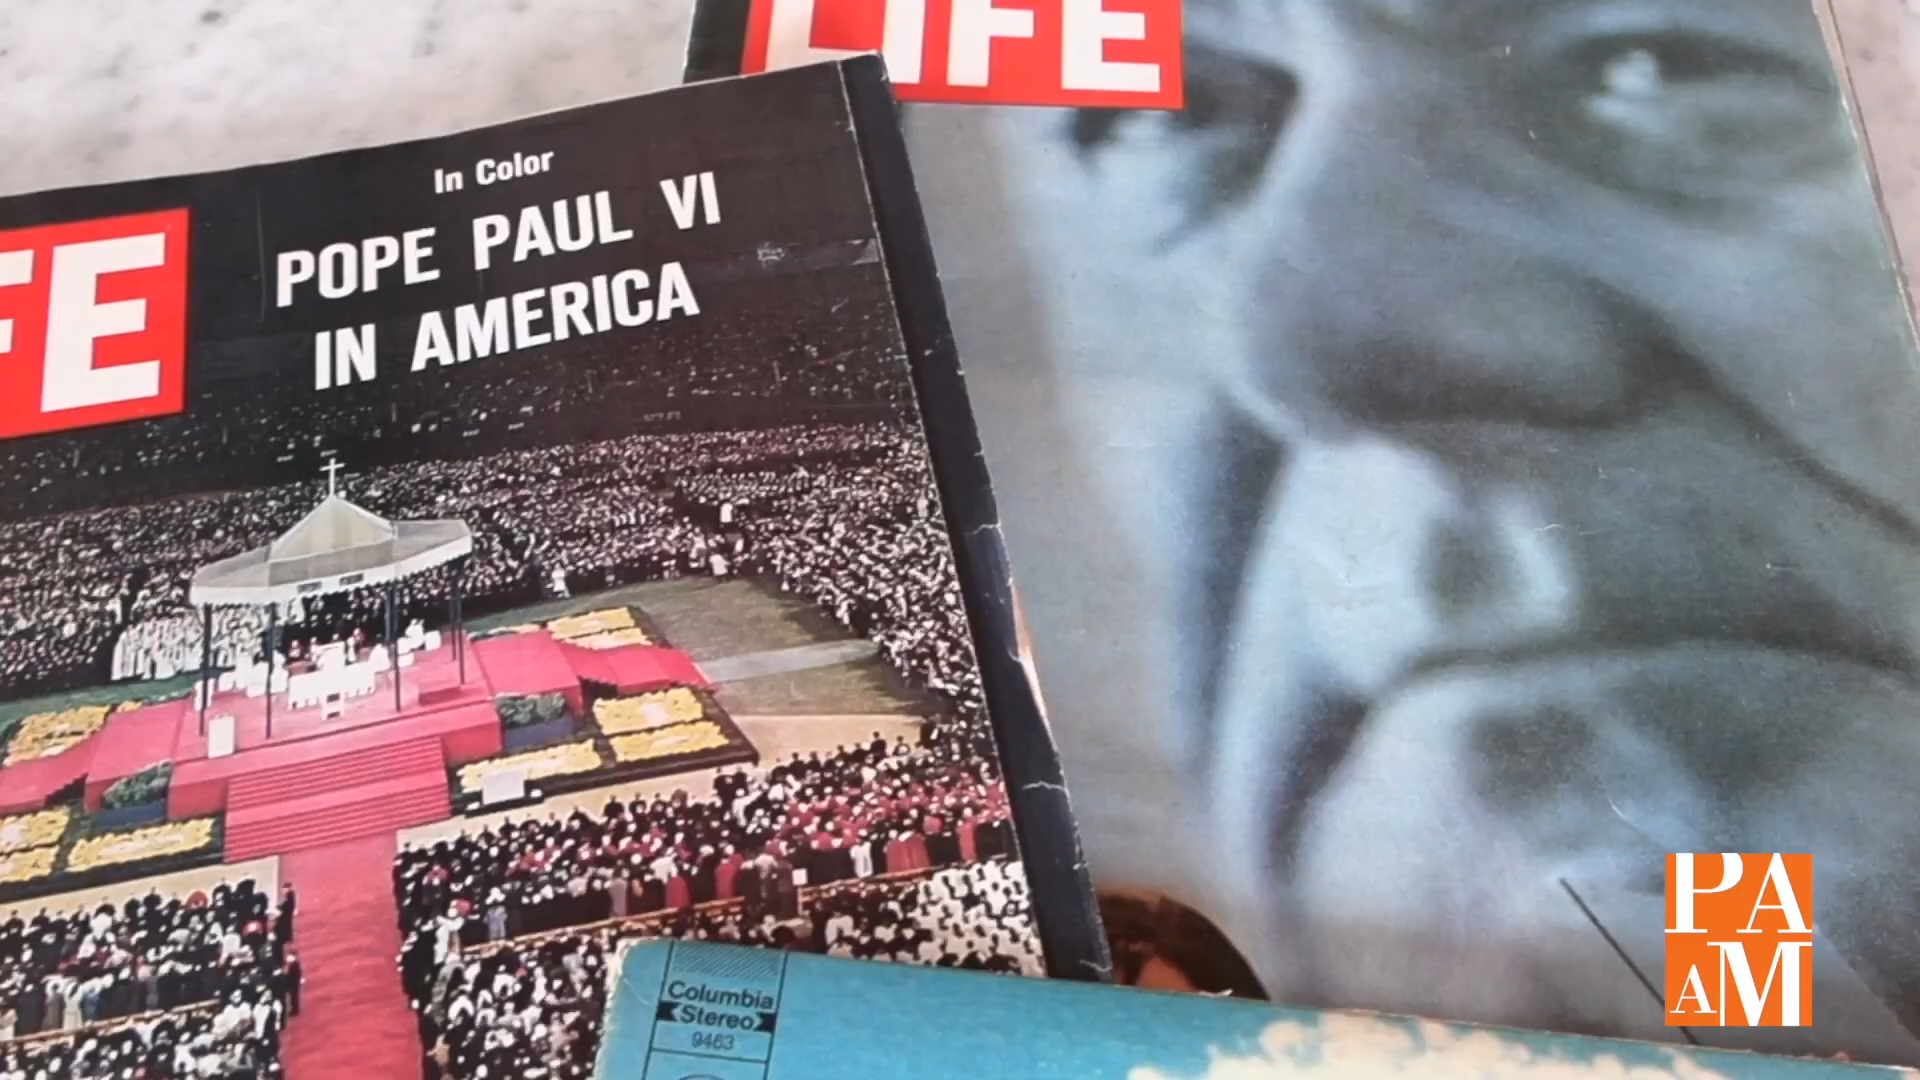 LIFE
In Color
POPE PAUL VI
IN AMERICA
FE
Columbia
Stereo
9463
PA
AM